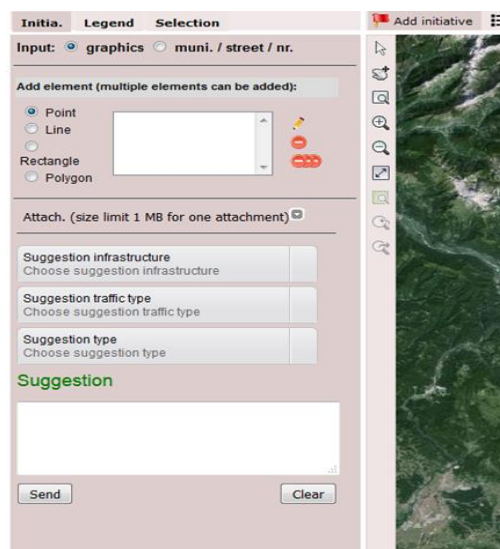 Initia. Legend Selection
Add initiative
Input: graphics muni. / street / nr.
Add element (multiple elements can be added):
Point
Line
Rectangle
Polygon
Attach. (size limit 1 MB for one attachment)
Suggestion infrastructure
Choose suggestion infrastructure
Suggestion traffic type
Choose suggestion traffic type
Suggestion type
Choose suggestion type
Suggestion
Send Clear